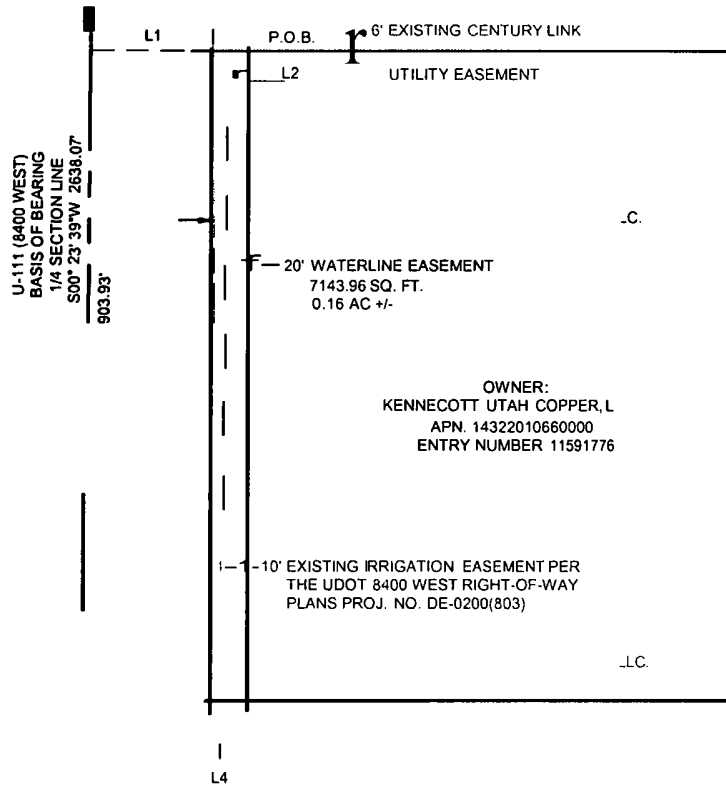 L1
P.O.B.
6' EXISTING CENTURY LINK
UTILITY EASEMENT
L2
U-111 (8400 WEST)
BASIS OF BEARING
1/4 SECTION LINE
S00° 23' 39"W 2638.07'
903.93'
_C.
20' WATERLINE EASEMENT
7143.96 SQ. FT.
0.16 AC +/-
OWNER:
KENNECOTT UTAH COPPER, L
APN. 14322010660000
ENTRY NUMBER 11591776
10' EXISTING IRRIGATION EASEMENT PER
THE UDOT 8400 WEST RIGHT-OF-WAY
PLANS PROJ. NO. DE-0200(803)
_LC.
L4